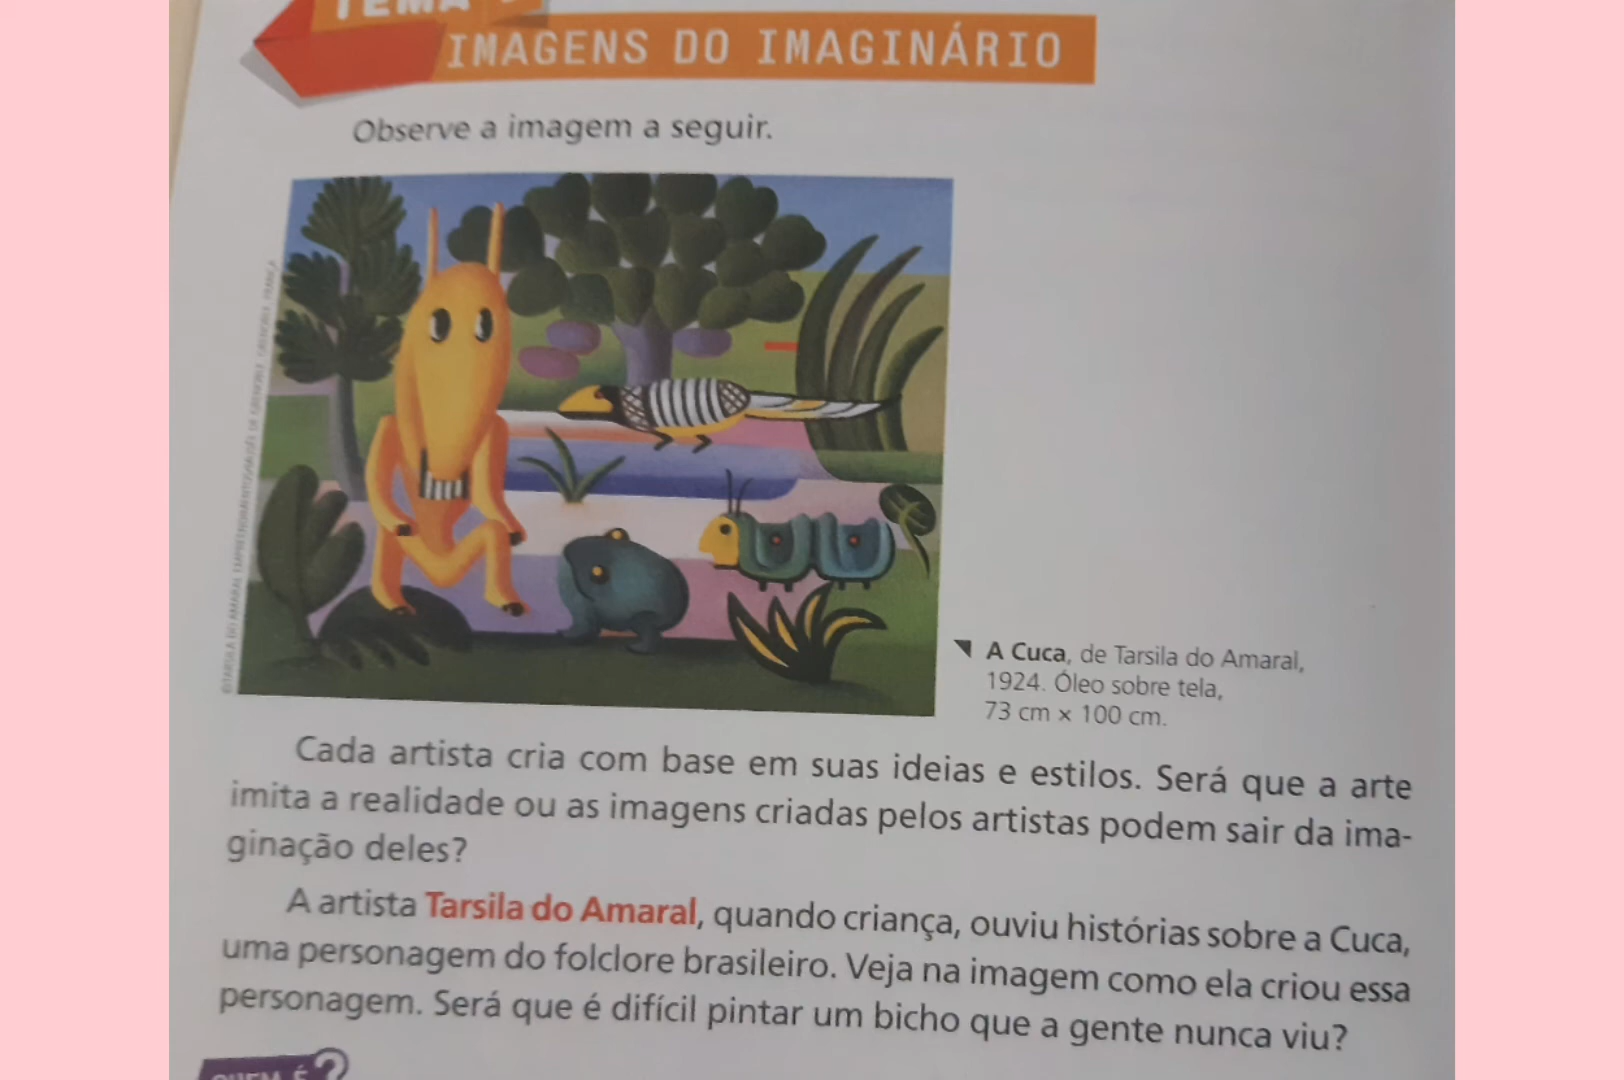 TEMA
IMAGENS DO IMAGINÁRIO
Observe a imagem a seguir.
A Cuca, de Tarsila do Amaral,
1924. Óleo sobre tela,
73 cm × 100 cm.
Cada artista cria com base em suas ideias e estilos. Será que a arte
imita a realidade ou as imagens criadas pelos artistas podem sair da ima-
ginação deles?
A artista Tarsila do Amaral, quando criança, ouviu histórias sobre a Cuca,
uma personagem do folclore brasileiro. Veja na imagem como ela criou essa
personagem. Será que é difícil pintar um bicho que a gente nunca viu?
QUEM É?